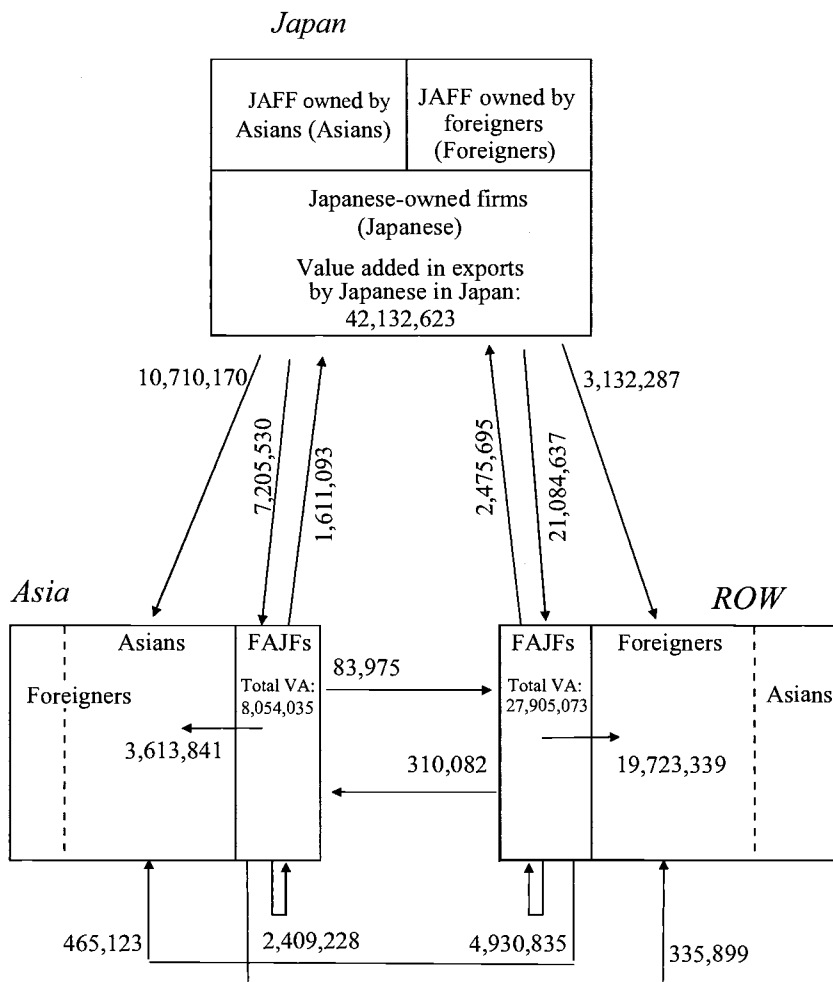 Japan
JAFF owned by
Asians (Asians)
JAFF owned by
foreigners
(Foreigners)
Japanese-owned firms
(Japanese)
Value added in exports
by Japanese in Japan:
42,132,623
10,710,170
7,205,530
1,611,093
2,475,695
21,084,637
3,132,287
Asia
ROW
Asians
FAJFs
Foreigners
Total VA:
8,054,035
3,613,841
83,975
310,082
FAJFs
Foreigners
Total VA:
27,905,073
Asians
19,723,339
465,123
2,409,228
4,930,835
335,899